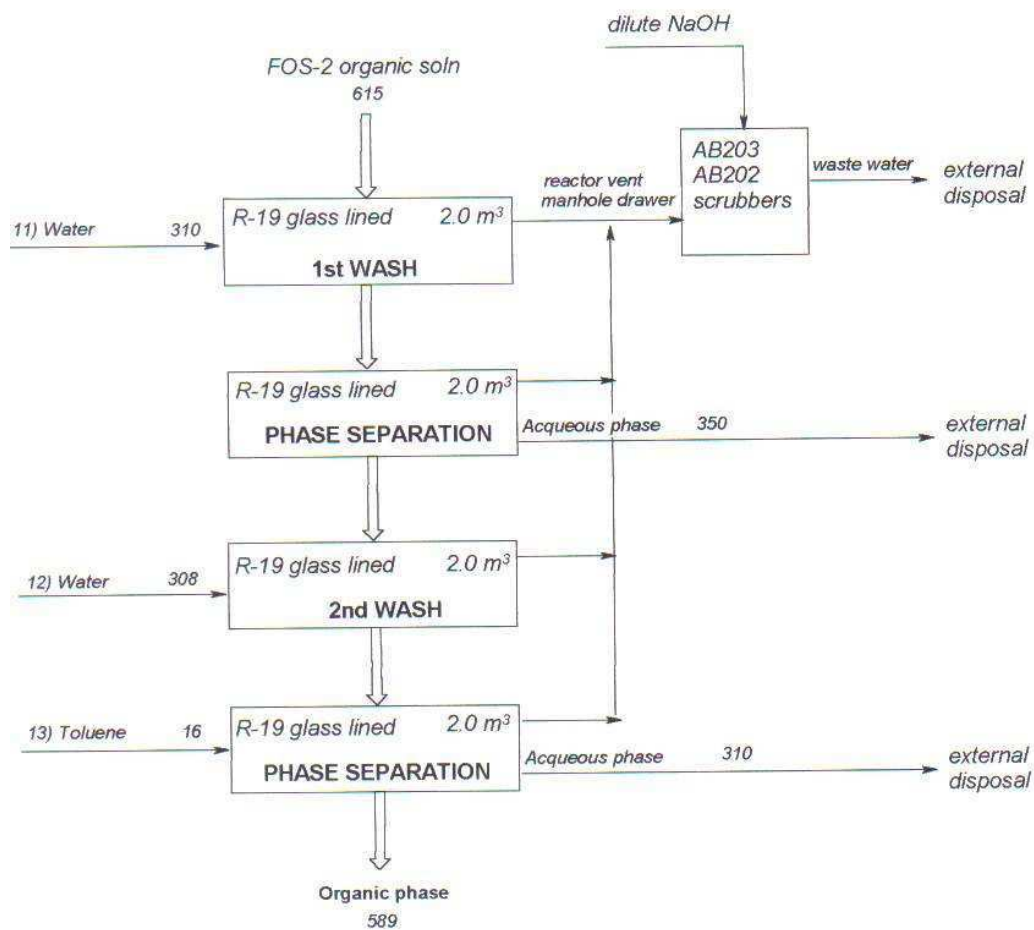 dilute NaOH
FOS-2 organic soln
615
AB203
AB202
scrubbers
waste water
external
disposal
reactor vent
manhole drawer
11) Water 310
R-19 glass lined 2.0 m³
1st WASH
R-19 glass lined 2.0 m³
PHASE SEPARATION
Acqueous phase 350
external
disposal
12) Water 308
R-19 glass lined 2.0 m³
2nd WASH
13) Toluene 16
R-19 glass lined 2.0 m³
PHASE SEPARATION
Acqueous phase 310
external
disposal
Organic phase
589